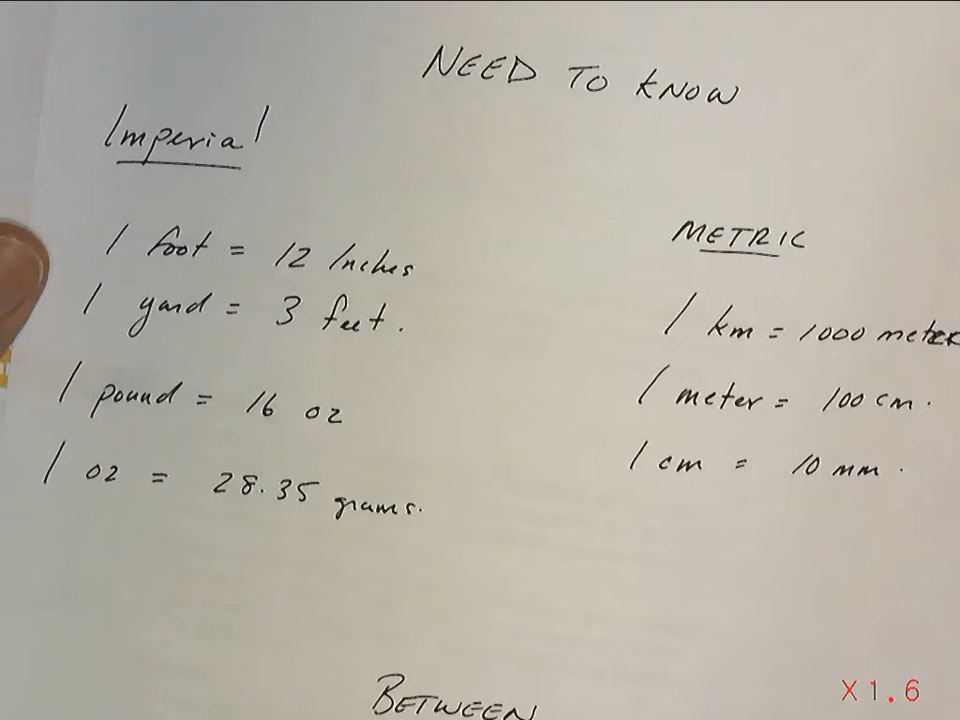 NEED TO KNOW
Imperial
1 foot = 12 Inches
1 yard = 3 feet.
1 pound = 16 oz
1 oz = 28.35 grams.
METRIC
1 km = 1000 meter
1 meter = 100 cm.
1 cm = 10 mm.
BETWEEN
X1.6